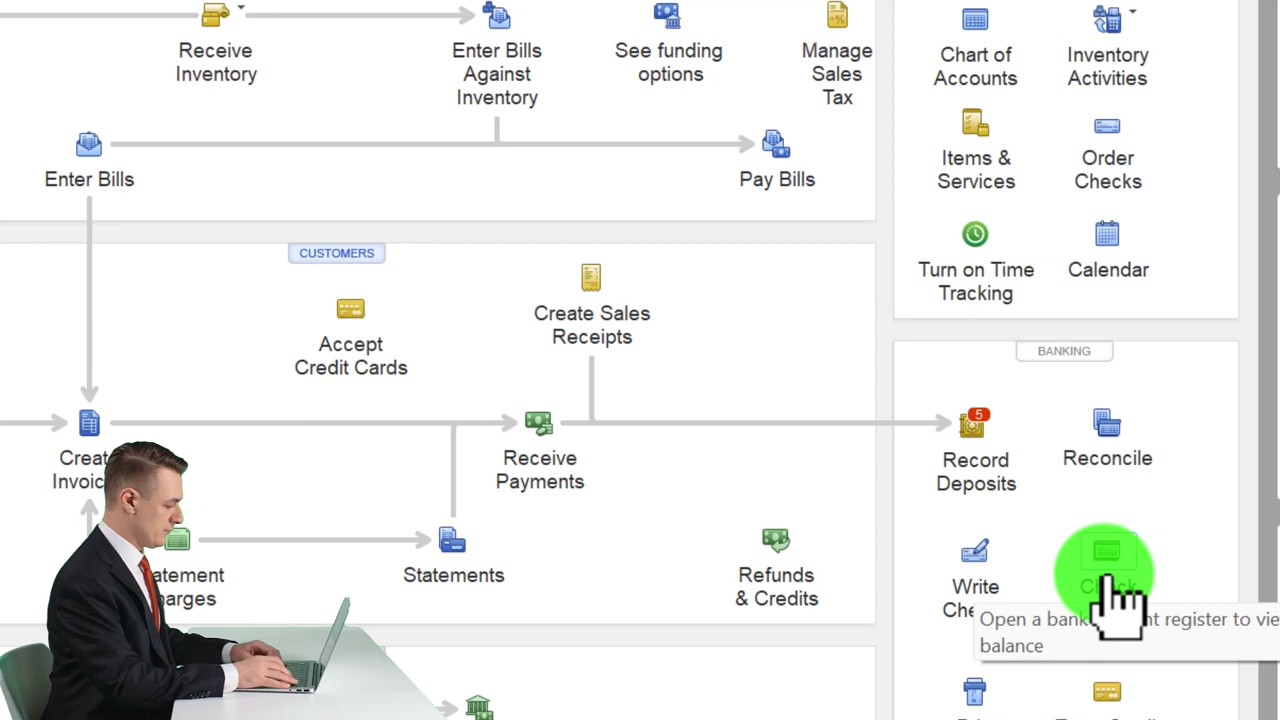 Receive
Inventory
Enter Bills
Against
Inventory
See funding
options
Manage
Sales
Tax
Enter Bills
Pay Bills
CUSTOMERS
Accept
Credit Cards
Create Sales
Receipts
Receive
Payments
Statements
Refunds
& Credits
Chart of
Accounts
Inventory
Activities
Items &
Services
Order
Checks
Turn on Time
Tracking
Calendar
BANKING
5
Record
Deposits
Reconcile
Write
Check
Open a bank register to
balance